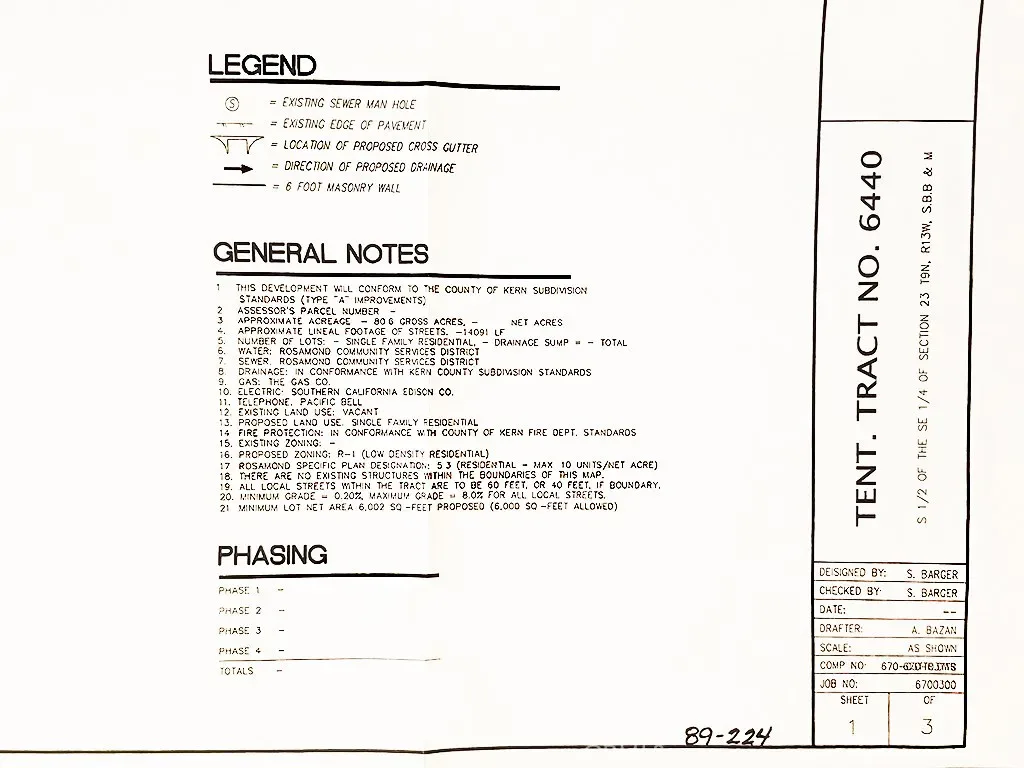 LEGEND
S = EXISTING SEWER MAN HOLE
= EXISTING EDGE OF PAVEMENT
= LOCATION OF PROPOSED CROSS GUTTER
= DIRECTION OF PROPOSED DRAINAGE
= 6 FOOT MASONRY WALL
GENERAL NOTES
1 THIS DEVELOPMENT WILL CONFORM TO THE COUNTY OF KERN SUBDIVISION
STANDARDS (TYPE "A" IMPROVEMENTS)
2 ASSESSOR'S PARCEL NUMBER -
3 APPROXIMATE ACREAGE - 80.6 GROSS ACRES, - NET ACRES
4. APPROXIMATE LINEAL FOOTAGE OF STREETS. -14091 LF
5. NUMBER OF LOTS: - SINGLE FAMILY RESIDENTIAL, - DRAINAGE SUMP = - TOTAL
6. WATER: ROSAMOND COMMUNITY SERVICES DISTRICT
7. SEWER. ROSAMOND COMMUNITY SERVICES DISTRICT
8. DRAINAGE: IN CONFORMANCE WITH KERN COUNTY SUBDIVISION STANDARDS
9. GAS: THE GAS CO.
10. ELECTRIC: SOUTHERN CALIFORNIA EDISON CO.
11. TELEPHONE. PACIFIC BELL
12. EXISTING LAND USE: VACANT
13. PROPOSED LAND USE. SINGLE FAMILY RESIDENTIAL
14 FIRE PROTECTION: IN CONFORMANCE WITH COUNTY OF KERN FIRE DEPT. STANDARDS
15. EXISTING ZONING: -
16. PROPOSED ZONING: R-1 (LOW DENSITY RESIDENTIAL)
17 ROSAMOND SPECIFIC PLAN DESIGNATION: 5.3 (RESIDENTIAL - MAX 10 UNITS/NET ACRE)
18. THERE ARE NO EXISTING STRUCTURES WITHIN THE BOUNDARIES OF THIS MAP.
19. ALL LOCAL STREETS WITHIN THE TRACT ARE TO BE 60 FEET, OR 40 FEET, IF BOUNDARY.
20. MINIMUM GRADE = 0.20%, MAXIMUM GRADE = 8.0% FOR ALL LOCAL STREETS.
21 MINIMUM LOT NET AREA 6,002 SQ -FEET PROPOSED (6,000 SQ -FEET ALLOWED)
PHASING
PHASE 1 -
PHASE 2 -
PHASE 3 -
PHASE 4 -
TOTALS -
TENT. TRACT NO. 6440
S 1/2 OF THE SE 1/4 OF SECTION 23 T9N, R13W, S.B.B & M
DESIGNED BY: S. BARGER
CHECKED BY: S. BARGER
DATE: --
DRAFTER: A. BAZAN
SCALE: AS SHOWN
COMP NO:
JOB NO: 6700300
SHEET OF
1 3
89-224